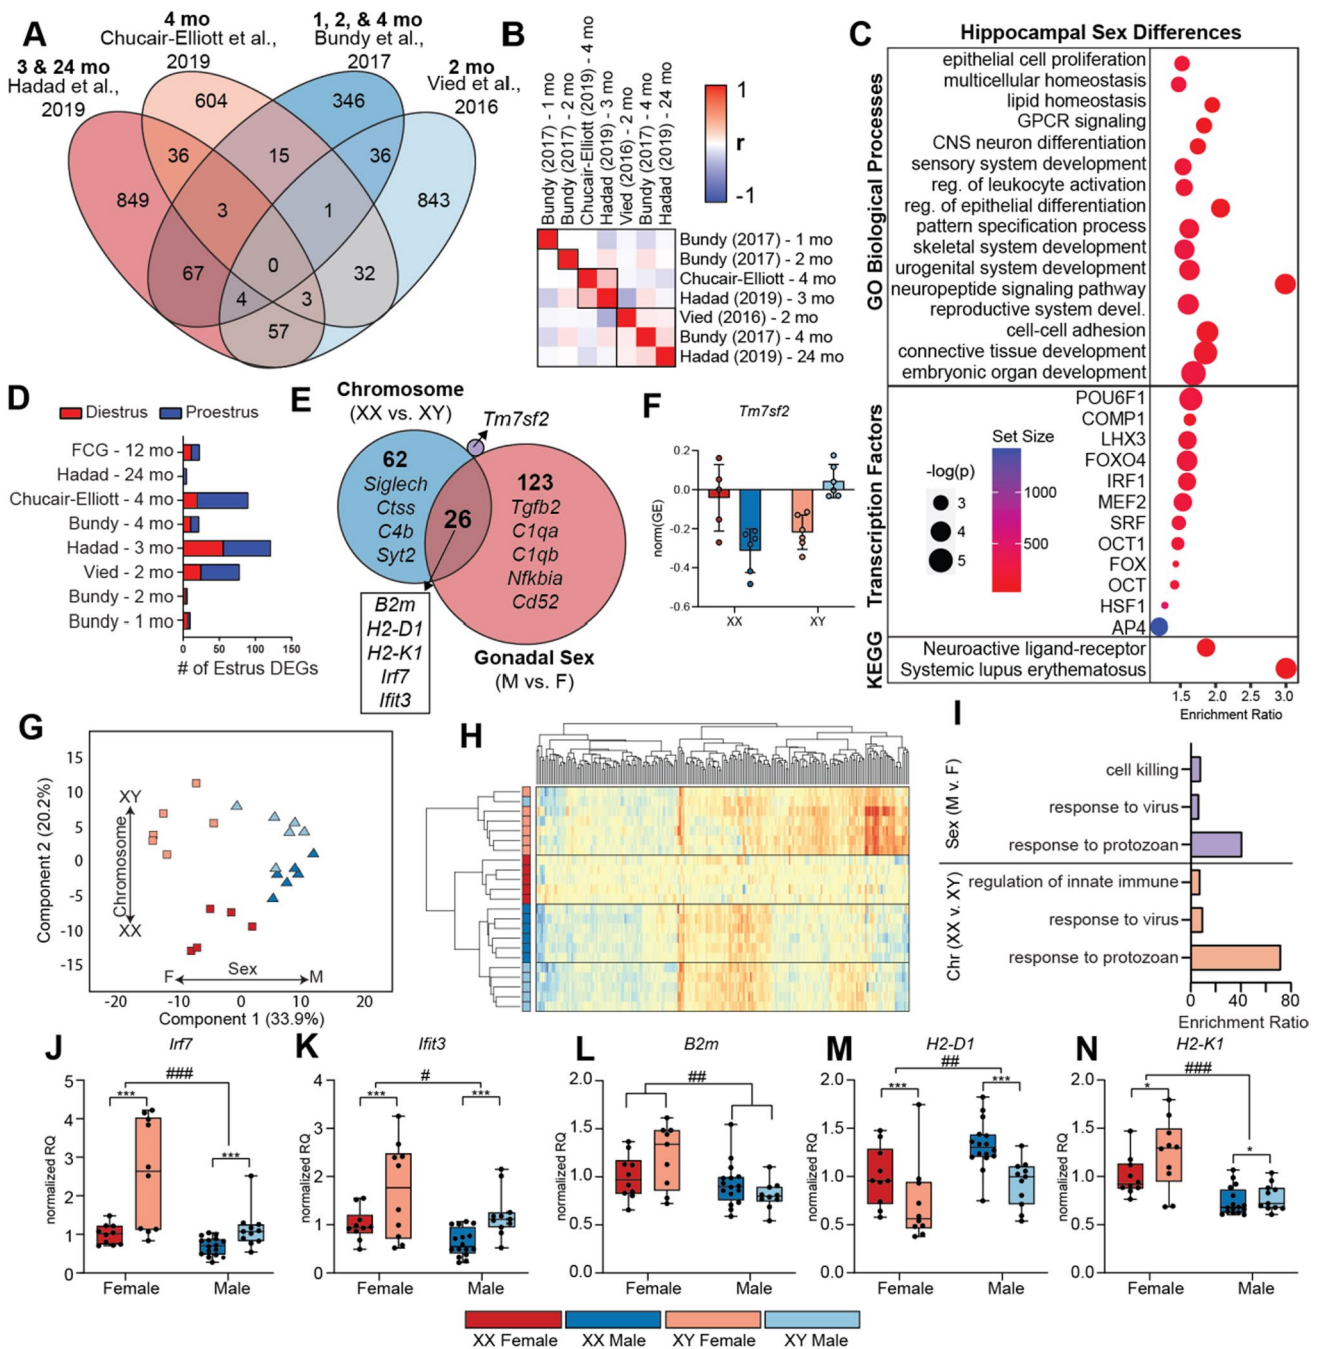 A
4 mo
Chucair-Elliott et al.,
2019
1, 2, & 4 mo
Bundy et al.,
2017
3 & 24 mo
Hadad et al.,
2019
2 mo
Vied et al.,
2016
604
346
36
15
36
849
3
1
843
67
0
32
4
3
57
B
Bundy (2017) - 1 mo
Bundy (2017) - 2 mo
Chucair-Elliott (2019) - 4 mo
Hadad (2019) - 3 mo
Vied (2016) - 2 mo
Bundy (2017) - 4 mo
Hadad (2019) - 24 mo
1
r
-1
Bundy (2017) - 1 mo
Bundy (2017) - 2 mo
Chucair-Elliott - 4 mo
Hadad (2019) - 3 mo
Vied (2016) - 2 mo
Bundy (2017) - 4 mo
Hadad (2019) - 24 mo
C
Hippocampal Sex Differences
GO Biological Processes
epithelial cell proliferation
multicellular homeostasis
lipid homeostasis
GPCR signaling
CNS neuron differentiation
sensory system development
reg. of leukocyte activation
reg. of epithelial differentiation
pattern specification process
skeletal system development
urogenital system development
neuropeptide signaling pathway
reproductive system devel.
cell-cell adhesion
connective tissue development
embryonic organ development
Transcription Factors
POU6F1
COMP1
LHX3
FOXO4
IRF1
MEF2
SRF
OCT1
FOX
OCT
HSF1
AP4
-log(p)
3
4
5
Set Size
1000
500
KEGG
Neuroactive ligand-receptor
Systemic lupus erythematosus
1.5 2.0 2.5 3.0
Enrichment Ratio
D
Diestrus Proestrus
FCG - 12 mo
Hadad - 24 mo
Chucair-Elliott - 4 mo
Bundy - 4 mo
Hadad - 3 mo
Vied - 2 mo
Bundy - 2 mo
Bundy - 1 mo
0 50 100 150
# of Estrus DEGs
E
Chromosome
(XX vs. XY)
Tm7sf2
62
Siglech
Ctss
C4b
Syt2
26
123
Tgfb2
C1qa
C1qb
Nfkbia
Cd52
B2m
H2-D1
H2-K1
Irf7
Ifit3
Gonadal Sex
(M vs. F)
F
Tm7sf2
norm(GE)
0.2
0.0
-0.2
-0.4
-0.6
XX XY
G
Component 2 (20.2%)
15
10
5
0
-5
-10
-15
XY
Chromosome
XX
F Sex M
-20 -10 0 10 20
Component 1 (33.9%)
H
I
Sex (M v. F)
cell killing
response to virus
response to protozoan
Chr (XX v. XY)
regulation of innate immune
response to virus
response to protozoan
0 40 80
Enrichment Ratio
J
Irf7
###
***
***
normalized RQ
5
4
3
2
1
0
Female Male
K
Ifit3
#
***
***
normalized RQ
4
3
2
1
0
Female Male
L
B2m
##
normalized RQ
2.0
1.5
1.0
0.5
0.0
Female Male
M
H2-D1
##
***
***
normalized RQ
2.0
1.5
1.0
0.5
0.0
Female Male
N
H2-K1
###
*
*
normalized RQ
2.0
1.5
1.0
0.5
0.0
Female Male
XX Female XX Male XY Female XY Male